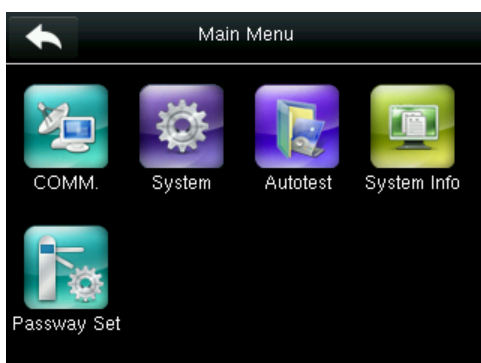 Main Menu
COMM.
System
Autotest
System Info
Passway Set